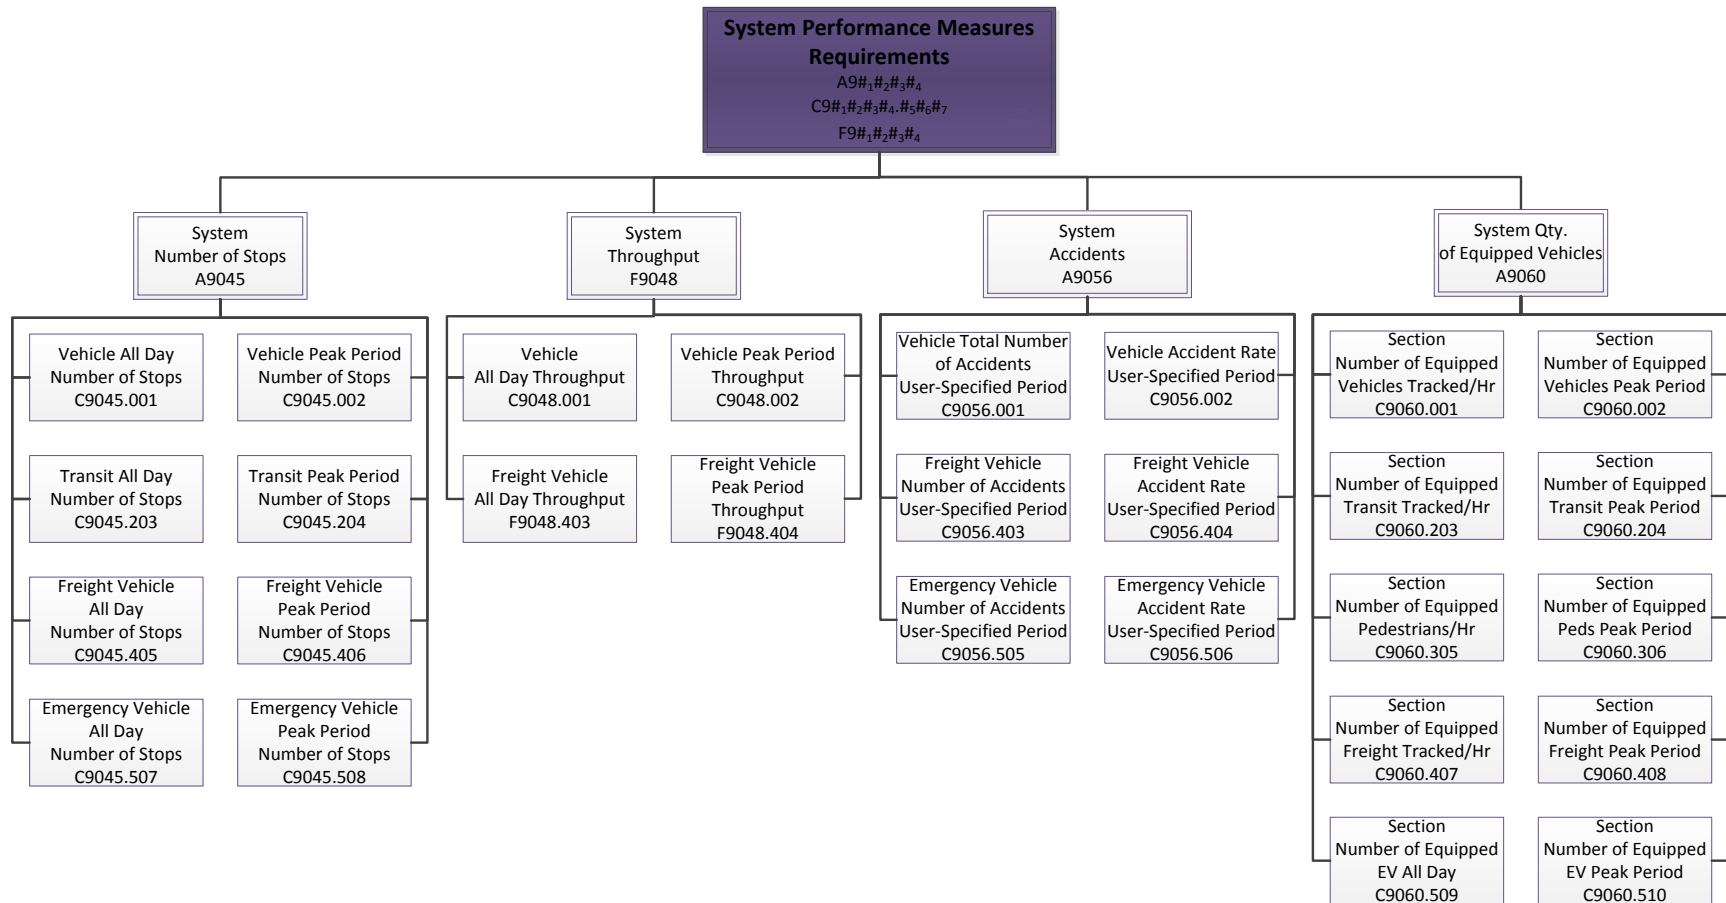 System Performance Measures
Requirements
A9#₁#₂#₃#₄
C9#₁#₂#₃#₄.#₅#₆#₇
F9#₁#₂#₃#₄
System
Number of Stops
A9045
System
Throughput
F9048
System
Accidents
A9056
System Qty.
of Equipped Vehicles
A9060
Vehicle All Day
Number of Stops
C9045.001
Vehicle Peak Period
Number of Stops
C9045.002
Transit All Day
Number of Stops
C9045.203
Transit Peak Period
Number of Stops
C9045.204
Freight Vehicle
All Day
Number of Stops
C9045.405
Freight Vehicle
Peak Period
Number of Stops
C9045.406
Emergency Vehicle
All Day
Number of Stops
C9045.507
Emergency Vehicle
Peak Period
Number of Stops
C9045.508
Vehicle
All Day Throughput
C9048.001
Vehicle Peak Period
Throughput
C9048.002
Freight Vehicle
All Day Throughput
F9048.403
Freight Vehicle
Peak Period
Throughput
F9048.404
Vehicle Total Number
of Accidents
User-Specified Period
C9056.001
Vehicle Accident Rate
User-Specified Period
C9056.002
Freight Vehicle
Number of Accidents
User-Specified Period
C9056.403
Freight Vehicle
Accident Rate
User-Specified Period
C9056.404
Emergency Vehicle
Number of Accidents
User-Specified Period
C9056.505
Emergency Vehicle
Accident Rate
User-Specified Period
C9056.506
Section
Number of Equipped
Vehicles Tracked/Hr
C9060.001
Section
Number of Equipped
Vehicles Peak Period
C9060.002
Section
Number of Equipped
Transit Tracked/Hr
C9060.203
Section
Number of Equipped
Transit Peak Period
C9060.204
Section
Number of Equipped
Pedestrians/Hr
C9060.305
Section
Number of Equipped
Peds Peak Period
C9060.306
Section
Number of Equipped
Freight Tracked/Hr
C9060.407
Section
Number of Equipped
Freight Peak Period
C9060.408
Section
Number of Equipped
EV All Day
C9060.509
Section
Number of Equipped
EV Peak Period
C9060.510